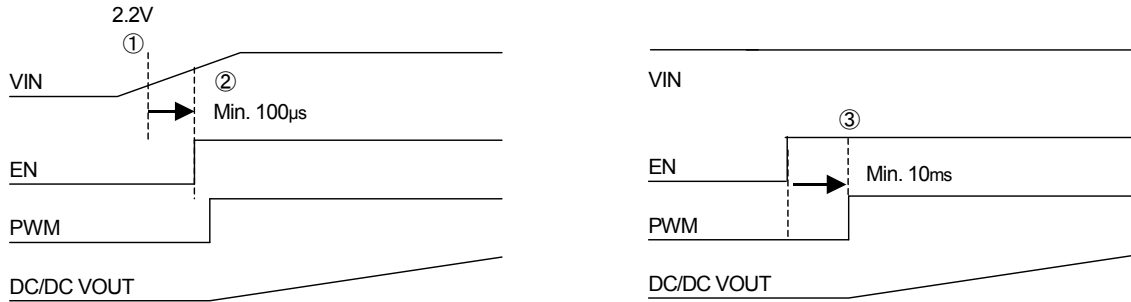 2.2V
①
VIN
②
Min. 100µs
EN
PWM
DC/DC VOUT
VIN
③
EN
Min. 10ms
PWM
DC/DC VOUT